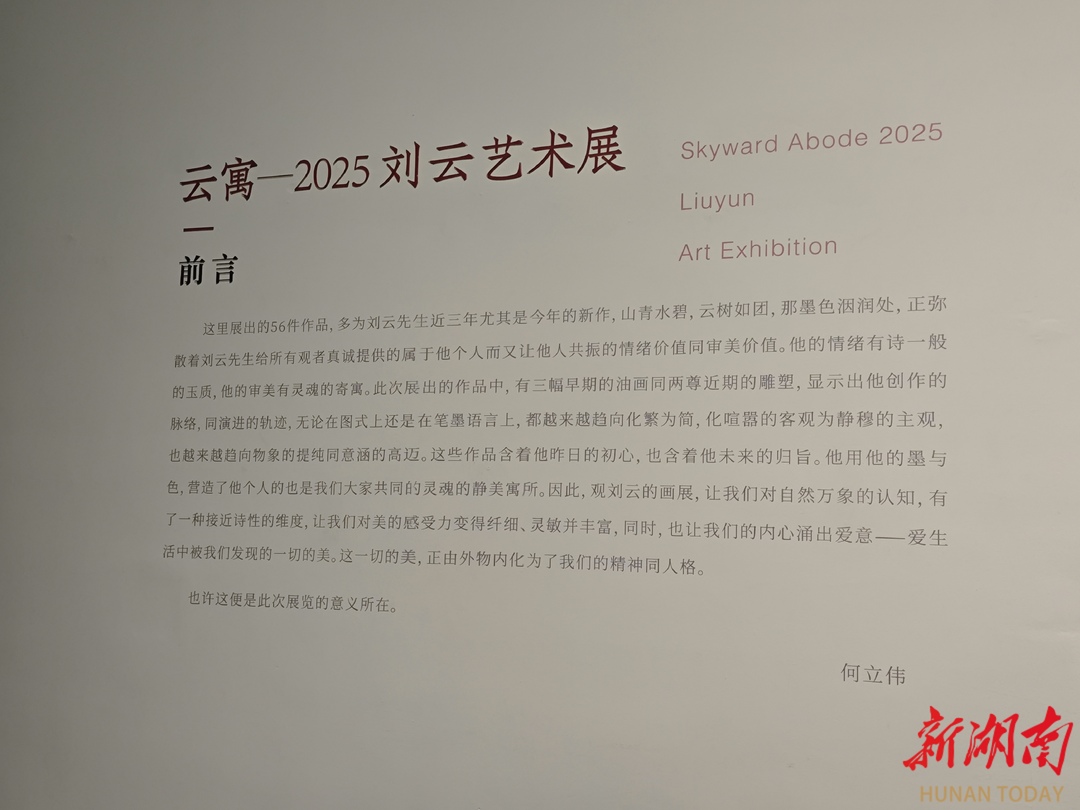 云寓—2025 刘云艺术展
Skyward Abode 2025
Liuyun
Art Exhibition
前言
这里展出的56件作品,多为刘云先生近三年尤其是今年的新作,山青水碧,云树如团,那墨色洇润处,正弥
散着刘云先生给所有观者真诚提供的属于他个人而又让他人共振的情绪价值同审美价值。他的情绪有诗一般
的玉质,他的审美有灵魂的寄寓。此次展出的作品中,有三幅早期的油画同两尊近期的雕塑,显示出他创作的
脉络,同演进的轨迹,无论在图式上还是在笔墨语言上,都越来越趋向化繁为简,化喧嚣的客观为静穆的主观,
也越来越趋向物象的提纯同意涵的高迈。这些作品含着他昨日的初心,也含着他未来的归旨。他用他的墨与
色,营造了他个人的也是我们大家共同的灵魂的静美寓所。因此,观刘云的画展,让我们对自然万象的认知,有
了一种接近诗性的维度,让我们对美的感受力变得纤细、灵敏并丰富,同时,也让我们的内心涌出爱意——爱生
活中被我们发现的一切的美。这一切的美,正由外物内化为了我们的精神同人格。
也许这便是此次展览的意义所在。
何立伟
新湖南
HUNAN TODAY